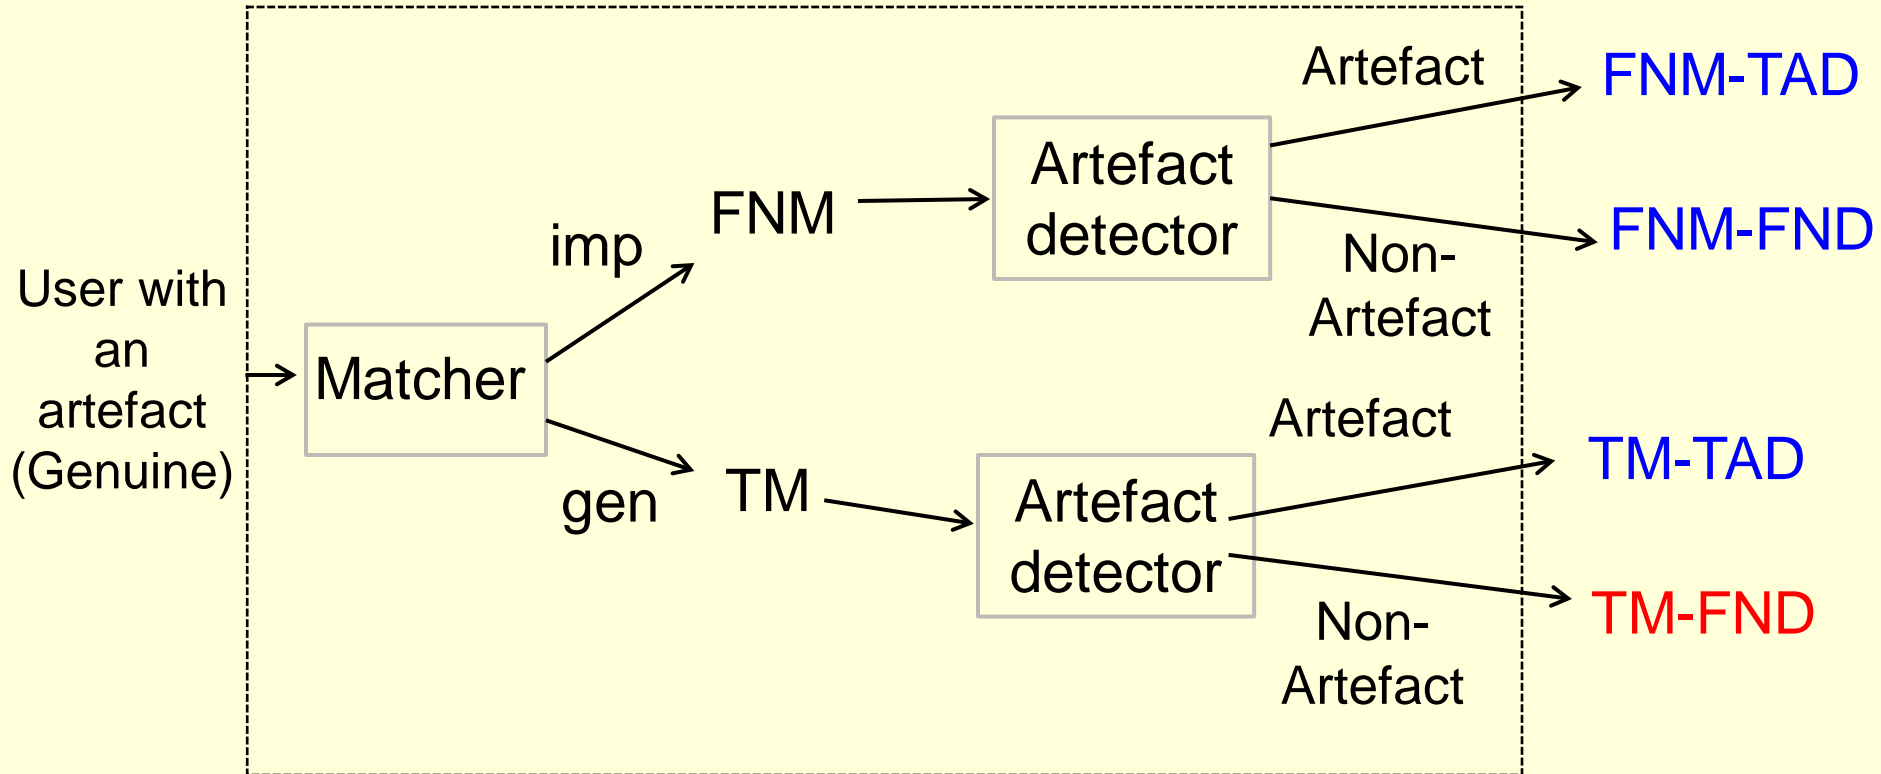 User with
an
artefact
(Genuine)
Matcher
imp
gen
FNM
TM
Artefact
detector
Artefact
Non-
Artefact
FNM-TAD
FNM-FND
Artefact
detector
Artefact
Non-
Artefact
TM-TAD
TM-FND